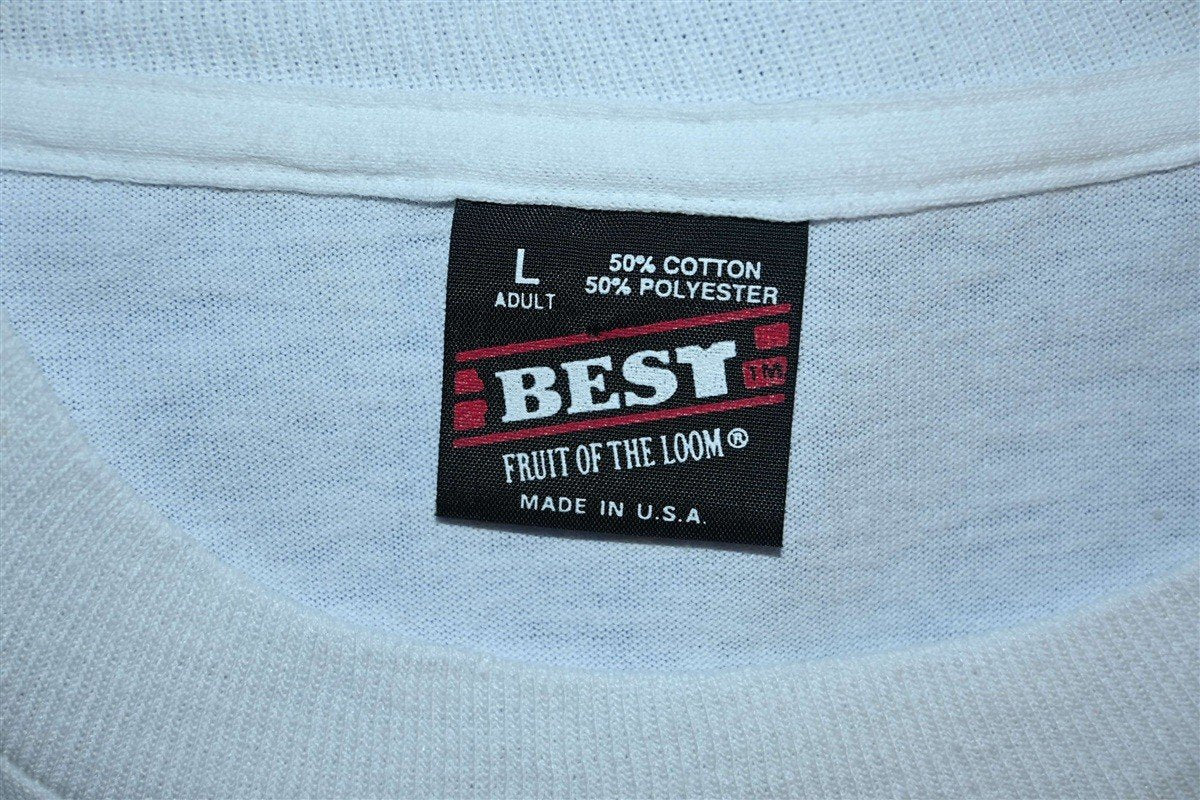 L
ADULT
50% COTTON
50% POLYESTER
BEST
TM
FRUIT OF THE LOOM®
MADE IN U.S.A.